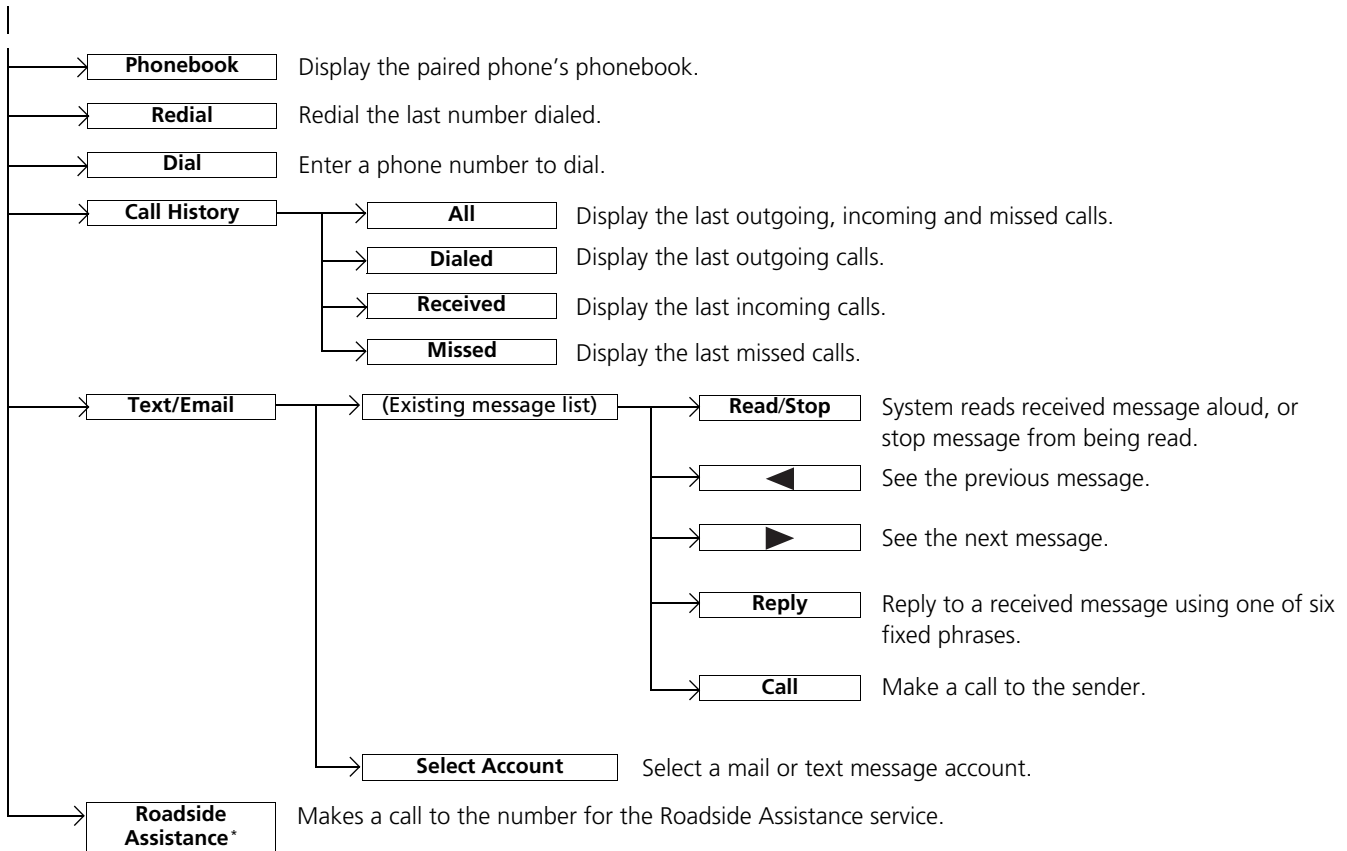 Phonebook Display the paired phone’s phonebook.
Redial Redial the last number dialed.
Dial Enter a phone number to dial.
Call History
All Display the last outgoing, incoming and missed calls.
Dialed Display the last outgoing calls.
Received Display the last incoming calls.
Missed Display the last missed calls.
Text/Email
(Existing message list)
Read/Stop System reads received message aloud, or
stop message from being read.
◀ See the previous message.
▶ See the next message.
Reply Reply to a received message using one of six
fixed phrases.
Call Make a call to the sender.
Select Account Select a mail or text message account.
Roadside
Assistance*
Makes a call to the number for the Roadside Assistance service.